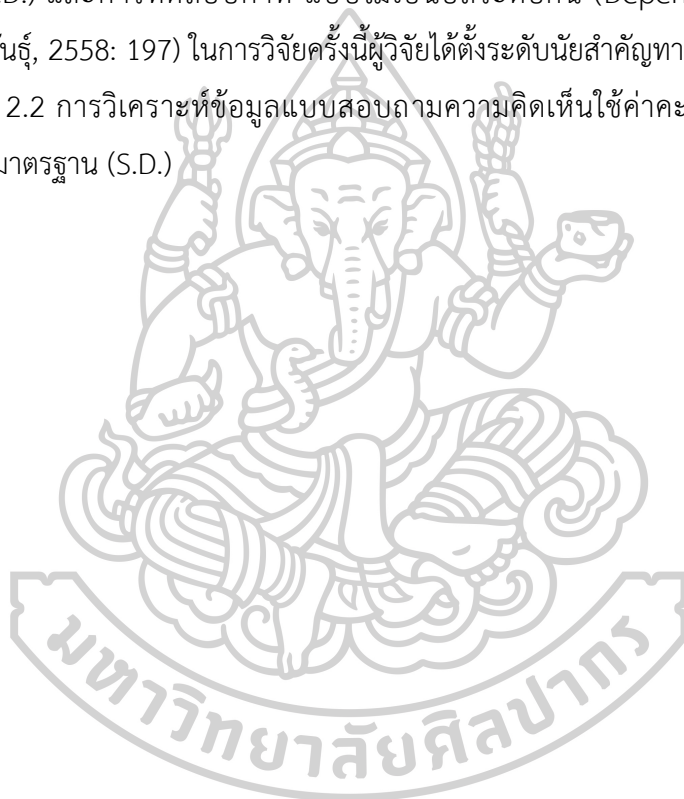 .D.) และการทดสอบค่าที แบบไม่เป็นอิสระต่อกัน (Depen
ันธุ์, 2558: 197) ในการวิจัยครั้งนี้ผู้วิจัยได้ตั้งระดับนัยสำคัญทา
2.2 การวิเคราะห์ข้อมูลแบบสอบถามความคิดเห็นใช้ค่าคะ
มาตรฐาน (S.D.)
มหาวิทยาลัยศิลปากร